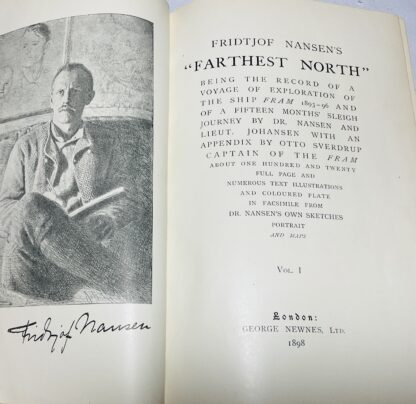 Fridtjof Nansen
FRIDTJOF NANSEN'S
"FARTHEST NORTH"
BEING THE RECORD OF A
VOYAGE OF EXPLORATION OF
THE SHIP FRAM 1893–96 AND
OF A FIFTEEN MONTHS' SLEIGH
JOURNEY BY DR. NANSEN AND
LIEUT. JOHANSEN WITH AN
APPENDIX BY OTTO SVERDRUP
CAPTAIN OF THE FRAM
ABOUT ONE HUNDRED AND TWENTY
FULL PAGE AND
NUMEROUS TEXT ILLUSTRATIONS
AND COLOURED PLATE
IN FACSIMILE FROM
DR. NANSEN'S OWN SKETCHES
PORTRAIT
AND MAPS
VOL. I
London:
GEORGE NEWNES, LTD.
1898